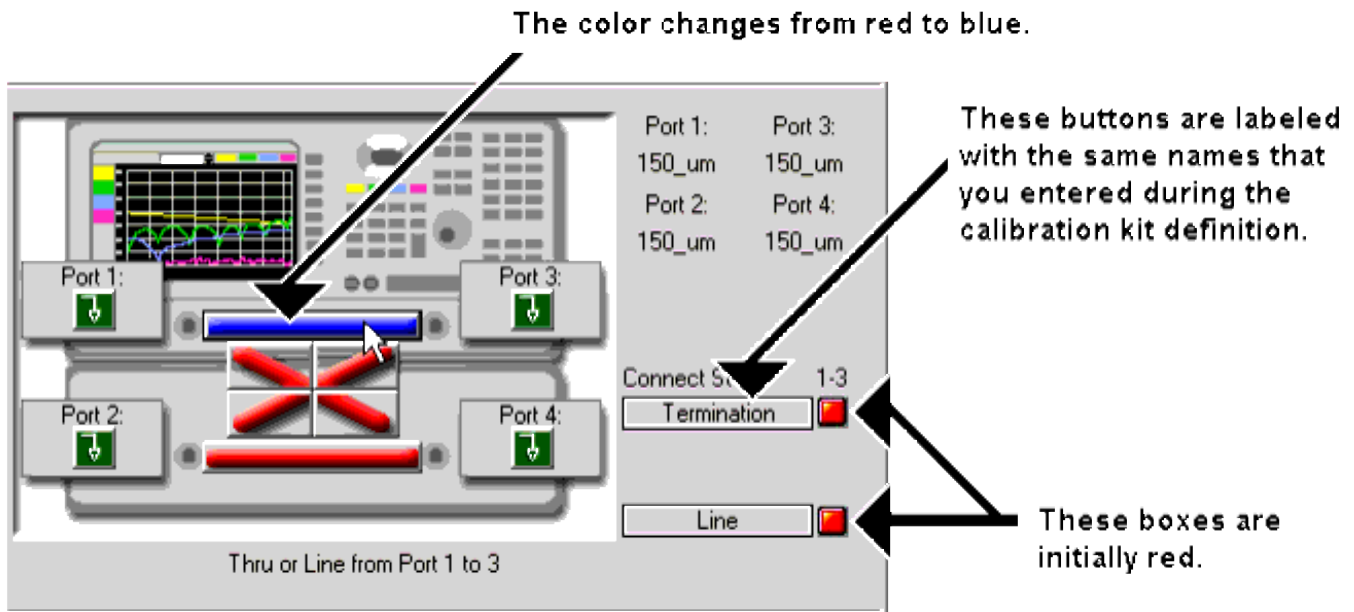 The color changes from red to blue.
Port 1: Port 3:
150_um 150_um
Port 2: Port 4:
150_um 150_um
These buttons are labeled
with the same names that
you entered during the
calibration kit definition.
Port 1:
Port 3:
Port 2:
Port 4:
Connect 1-3
Termination
Line
These boxes are
initially red.
Thru or Line from Port 1 to 3